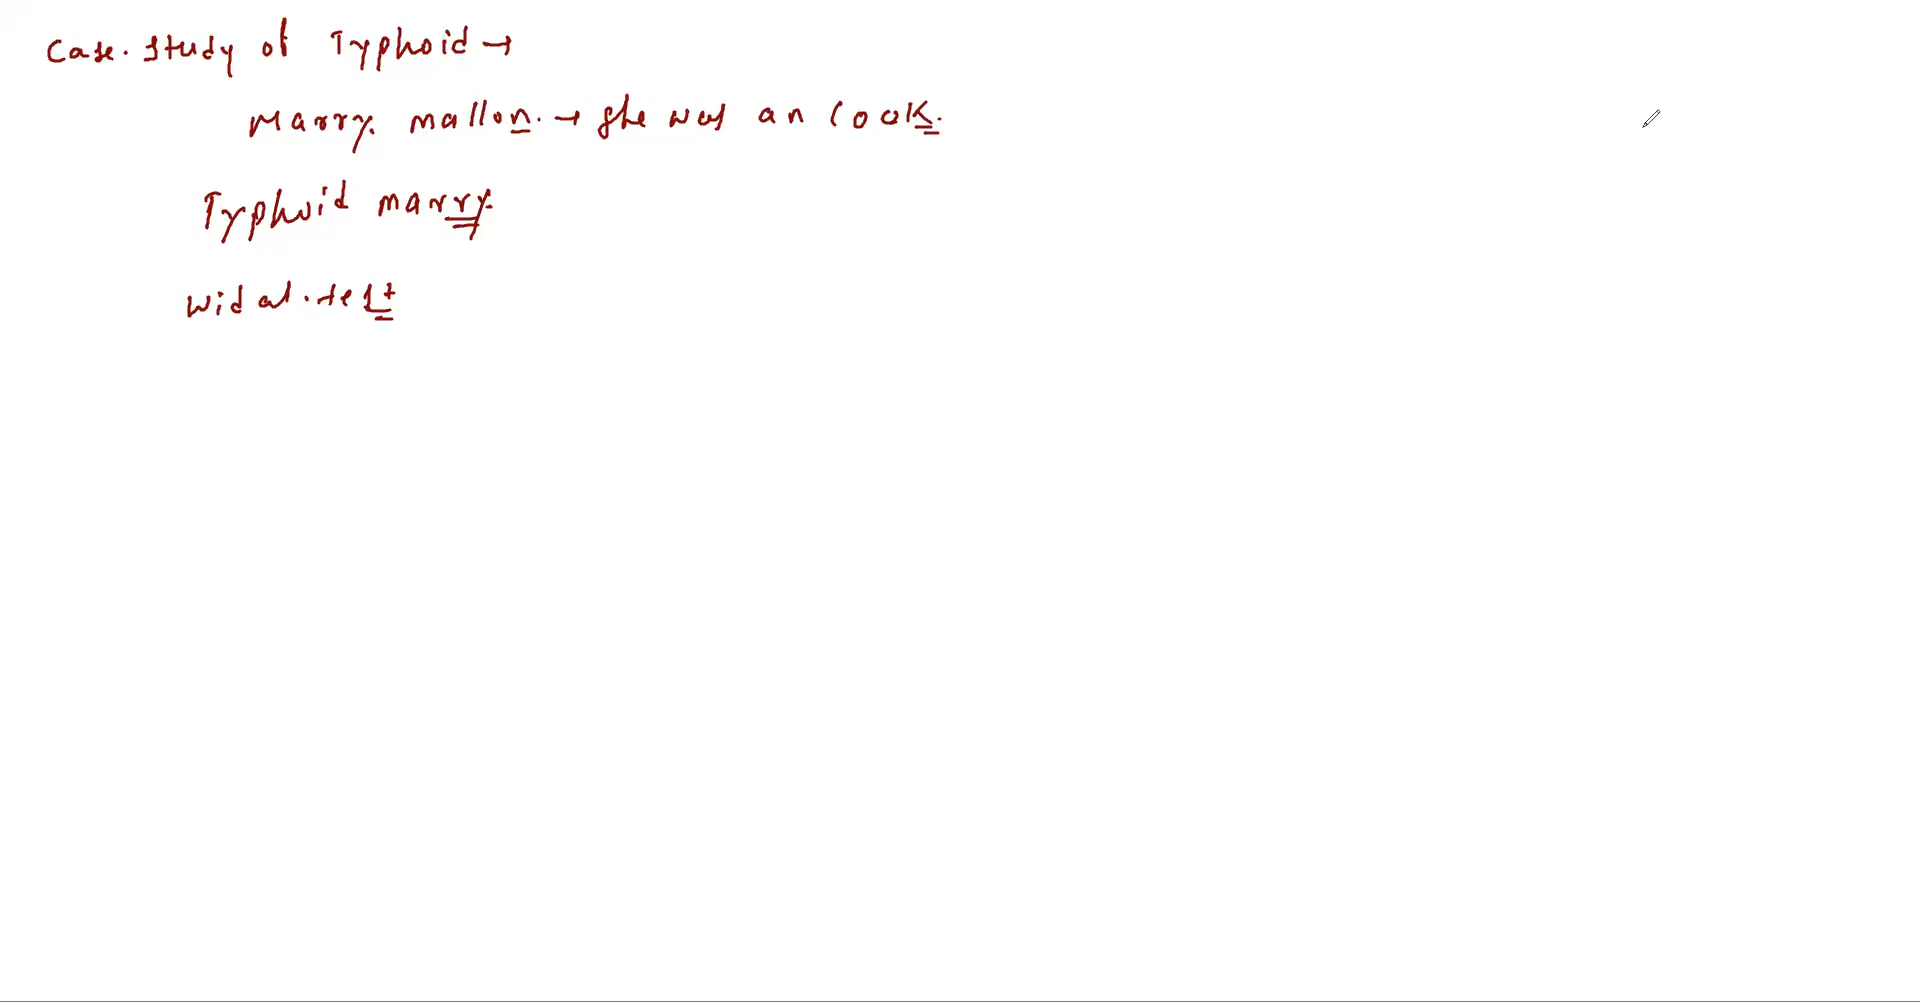 Case. Study of Typhoid →
Marry. mallon. → She was an Cook.
Typhoid marry.
Widal. test